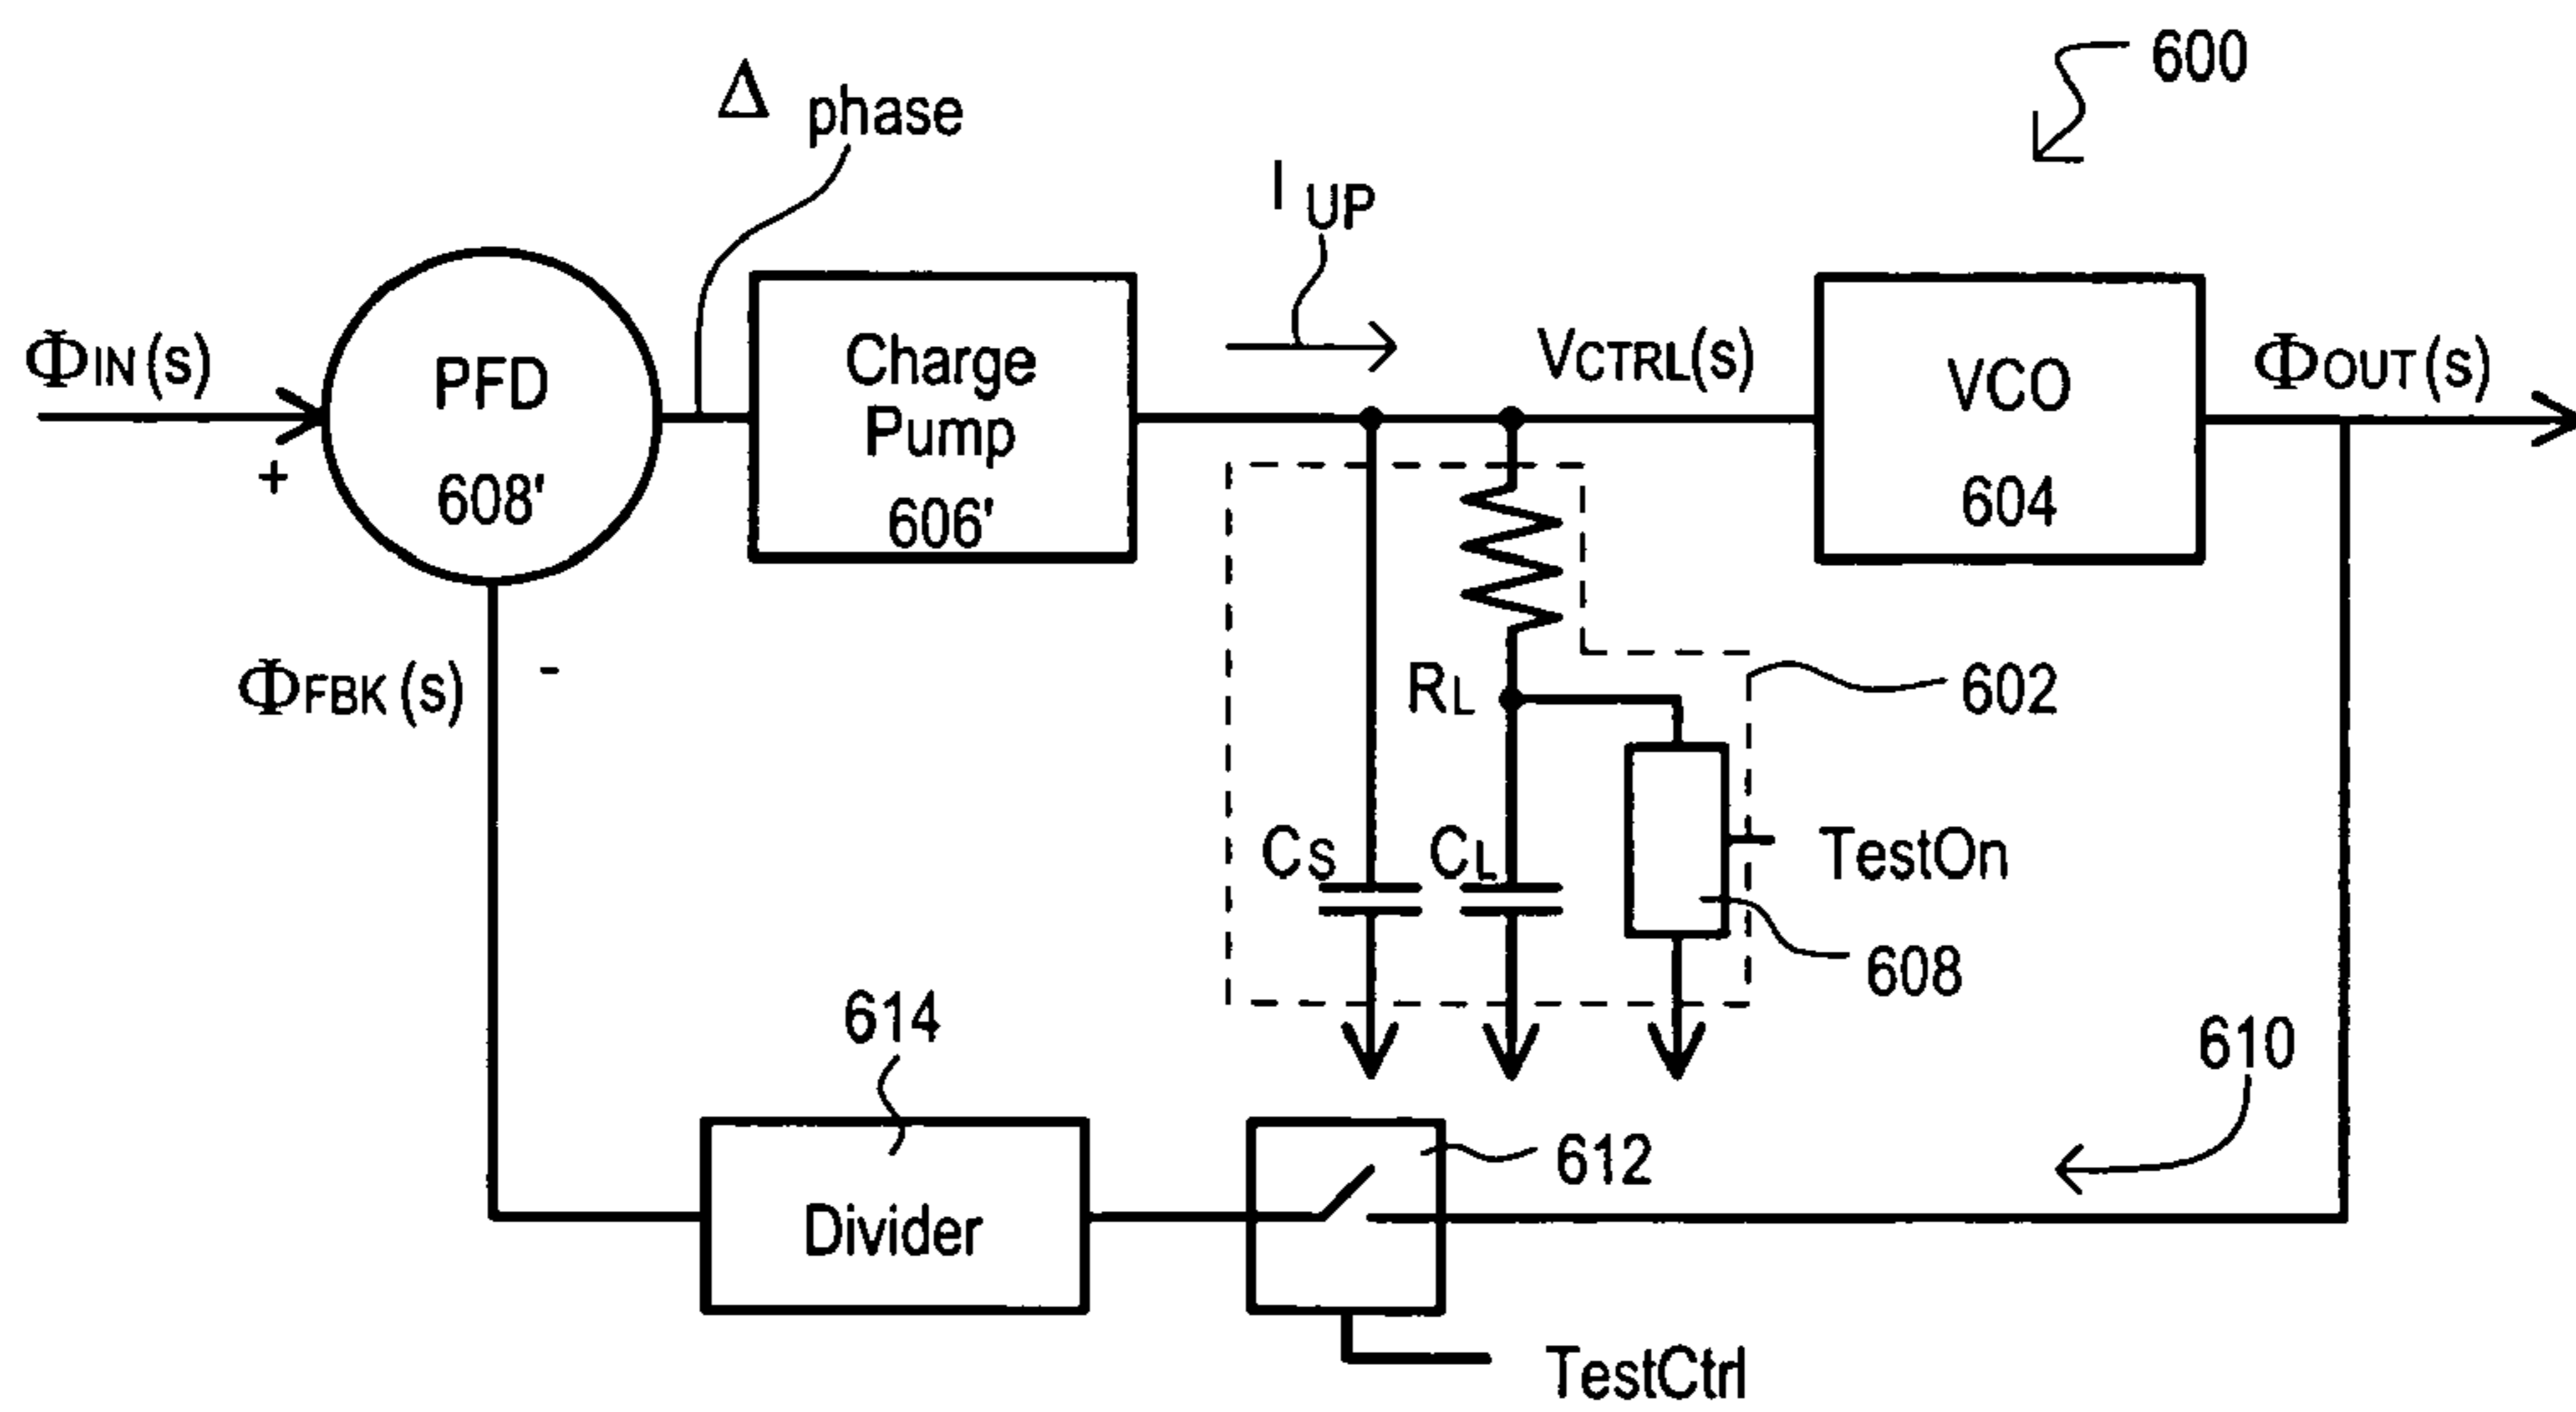 600
Δ phase
I UP
ΦIN(s)
+
PFD
608'
Charge
Pump
606'
VCTRL(s)
VCO
604
ΦOUT(s)
ΦFBK(s)
-
RL
602
CS
CL
TestOn
608
614
610
Divider
612
TestCtrl